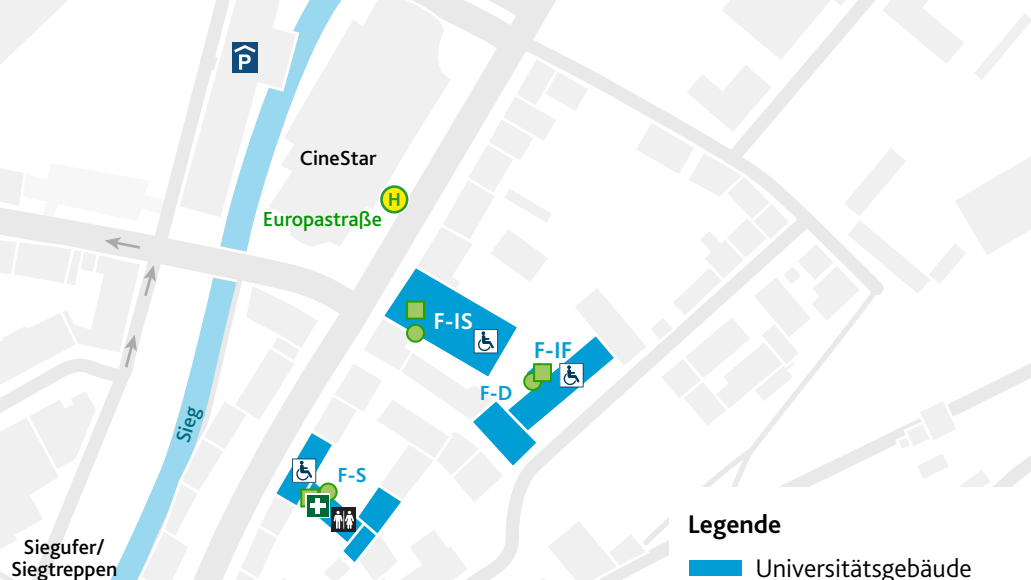 P
CineStar
H
Europastraße
F-IS
F-IF
F-D
Sieg
F-S
Legende
Siegufer/
Siegtreppen
Universitätsgebäude